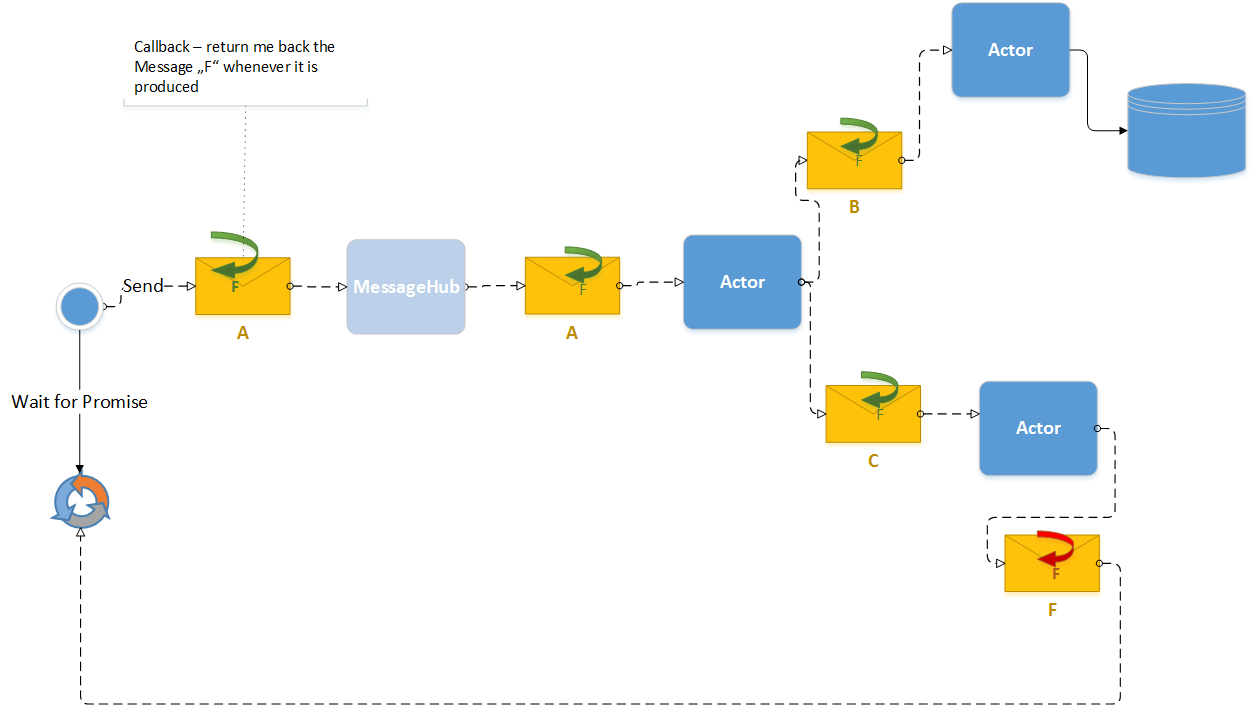 Callback – return me back the
Message „F“ whenever it is
produced
Actor
F
B
Send
F
A
MessageHub
F
A
Actor
Wait for Promise
F
C
Actor
F
F